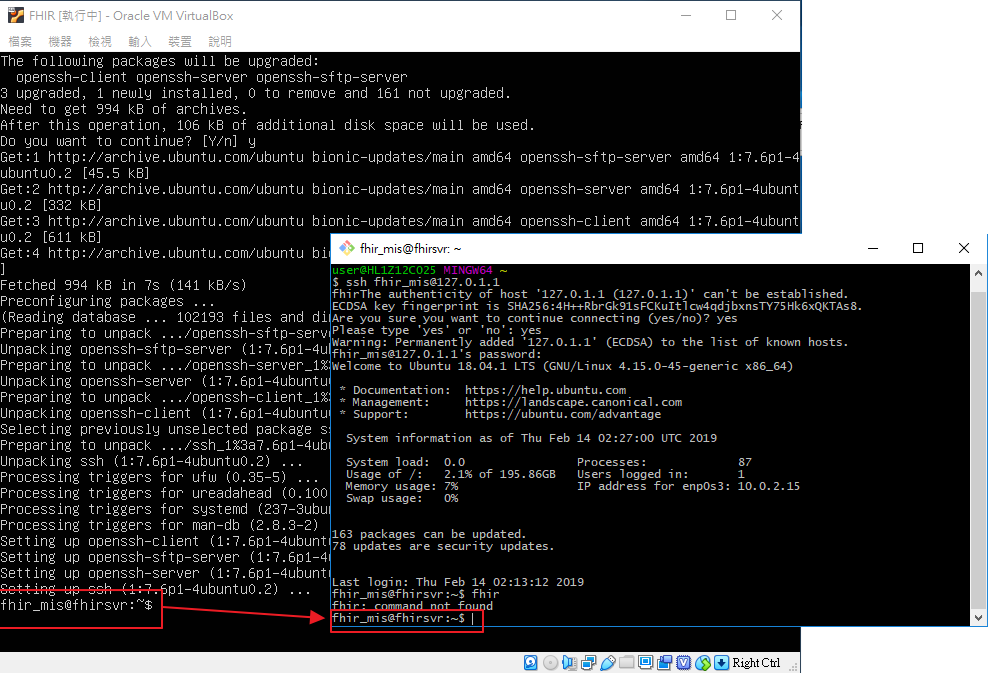 FHIR [執行中] - Oracle VM VirtualBox
檔案 機器 檢視 輸入 裝置 說明
The following packages will be upgraded:
openssh-client openssh-server openssh-sftp-server
3 upgraded, 1 newly installed, 0 to remove and 161 not upgraded.
Need to get 994 kB of archives.
After this operation, 106 kB of additional disk space will be used.
Do you want to continue? [Y/n] y
Get:1 http://archive.ubuntu.com/ubuntu bionic-updates/main amd64 openssh-sftp-server amd64 1:7.6p1-4
ubuntu0.2 [45.5 kB]
Get:2 http://archive.ubuntu.com/ubuntu bionic-updates/main amd64 openssh-server amd64 1:7.6p1-4ubunt
u0.2 [332 kB]
Get:3 http://archive.ubuntu.com/ubuntu bionic-updates/main amd64 openssh-client amd64 1:7.6p1-4ubunt
u0.2 [611 kB]
Get:4 http://archive.ubuntu.com/ubuntu
]
Fetched 994 kB in 7s (141 kB/s)
Preconfiguring packages ...
(Reading database ... 102193 files and di
Preparing to unpack .../openssh-sftp-serv
Unpacking openssh-sftp-server (1:7.6p1-4u
Preparing to unpack .../openssh-server_1%
Unpacking openssh-server (1:7.6p1-4ubuntu
Preparing to unpack .../openssh-client_1%
Unpacking openssh-client (1:7.6p1-4ubuntu
Selecting previously unselected package s
Preparing to unpack .../ssh_1%3a7.6p1-4ub
Unpacking ssh (1:7.6p1-4ubuntu0.2) ...
Processing triggers for ufw (0.35-5) ...
Processing triggers for ureadahead (0.100
Processing triggers for systemd (237-3ubu
Processing triggers for man-db (2.8.3-2)
Setting up openssh-client (1:7.6p1-4ubunt
Setting up openssh-sftp-server (1:7.6p1-4
Setting up openssh-server (1:7.6p1-4ubunt
Setting up ssh (1:7.6p1-4ubuntu0.2) ...
fhir_mis@fhirsvr:~$
fhir_mis@fhirsvr: ~
user@HL1Z12C025 MINGW64 ~
$ ssh fhir_mis@127.0.1.1
fhirThe authenticity of host '127.0.1.1 (127.0.1.1)' can't be established.
ECDSA key fingerprint is SHA256:4H++RbrGk91sFCKuItlcw4qdjbxnsTY75Hk6xQKTAs8.
Are you sure you want to continue connecting (yes/no)? yes
Please type 'yes' or 'no': yes
Warning: Permanently added '127.0.1.1' (ECDSA) to the list of known hosts.
fhir_mis@127.0.1.1's password:
Welcome to Ubuntu 18.04.1 LTS (GNU/Linux 4.15.0-45-generic x86_64)
* Documentation: https://help.ubuntu.com
* Management: https://landscape.canonical.com
* Support: https://ubuntu.com/advantage
System information as of Thu Feb 14 02:27:00 UTC 2019
System load: 0.0 Processes: 87
Usage of /: 2.1% of 195.86GB Users logged in: 1
Memory usage: 7% IP address for enp0s3: 10.0.2.15
Swap usage: 0%
163 packages can be updated.
78 updates are security updates.
Last login: Thu Feb 14 02:13:12 2019
fhir_mis@fhirsvr:~$ fhir
fhir: command not found
fhir_mis@fhirsvr:~$
Right Ctrl